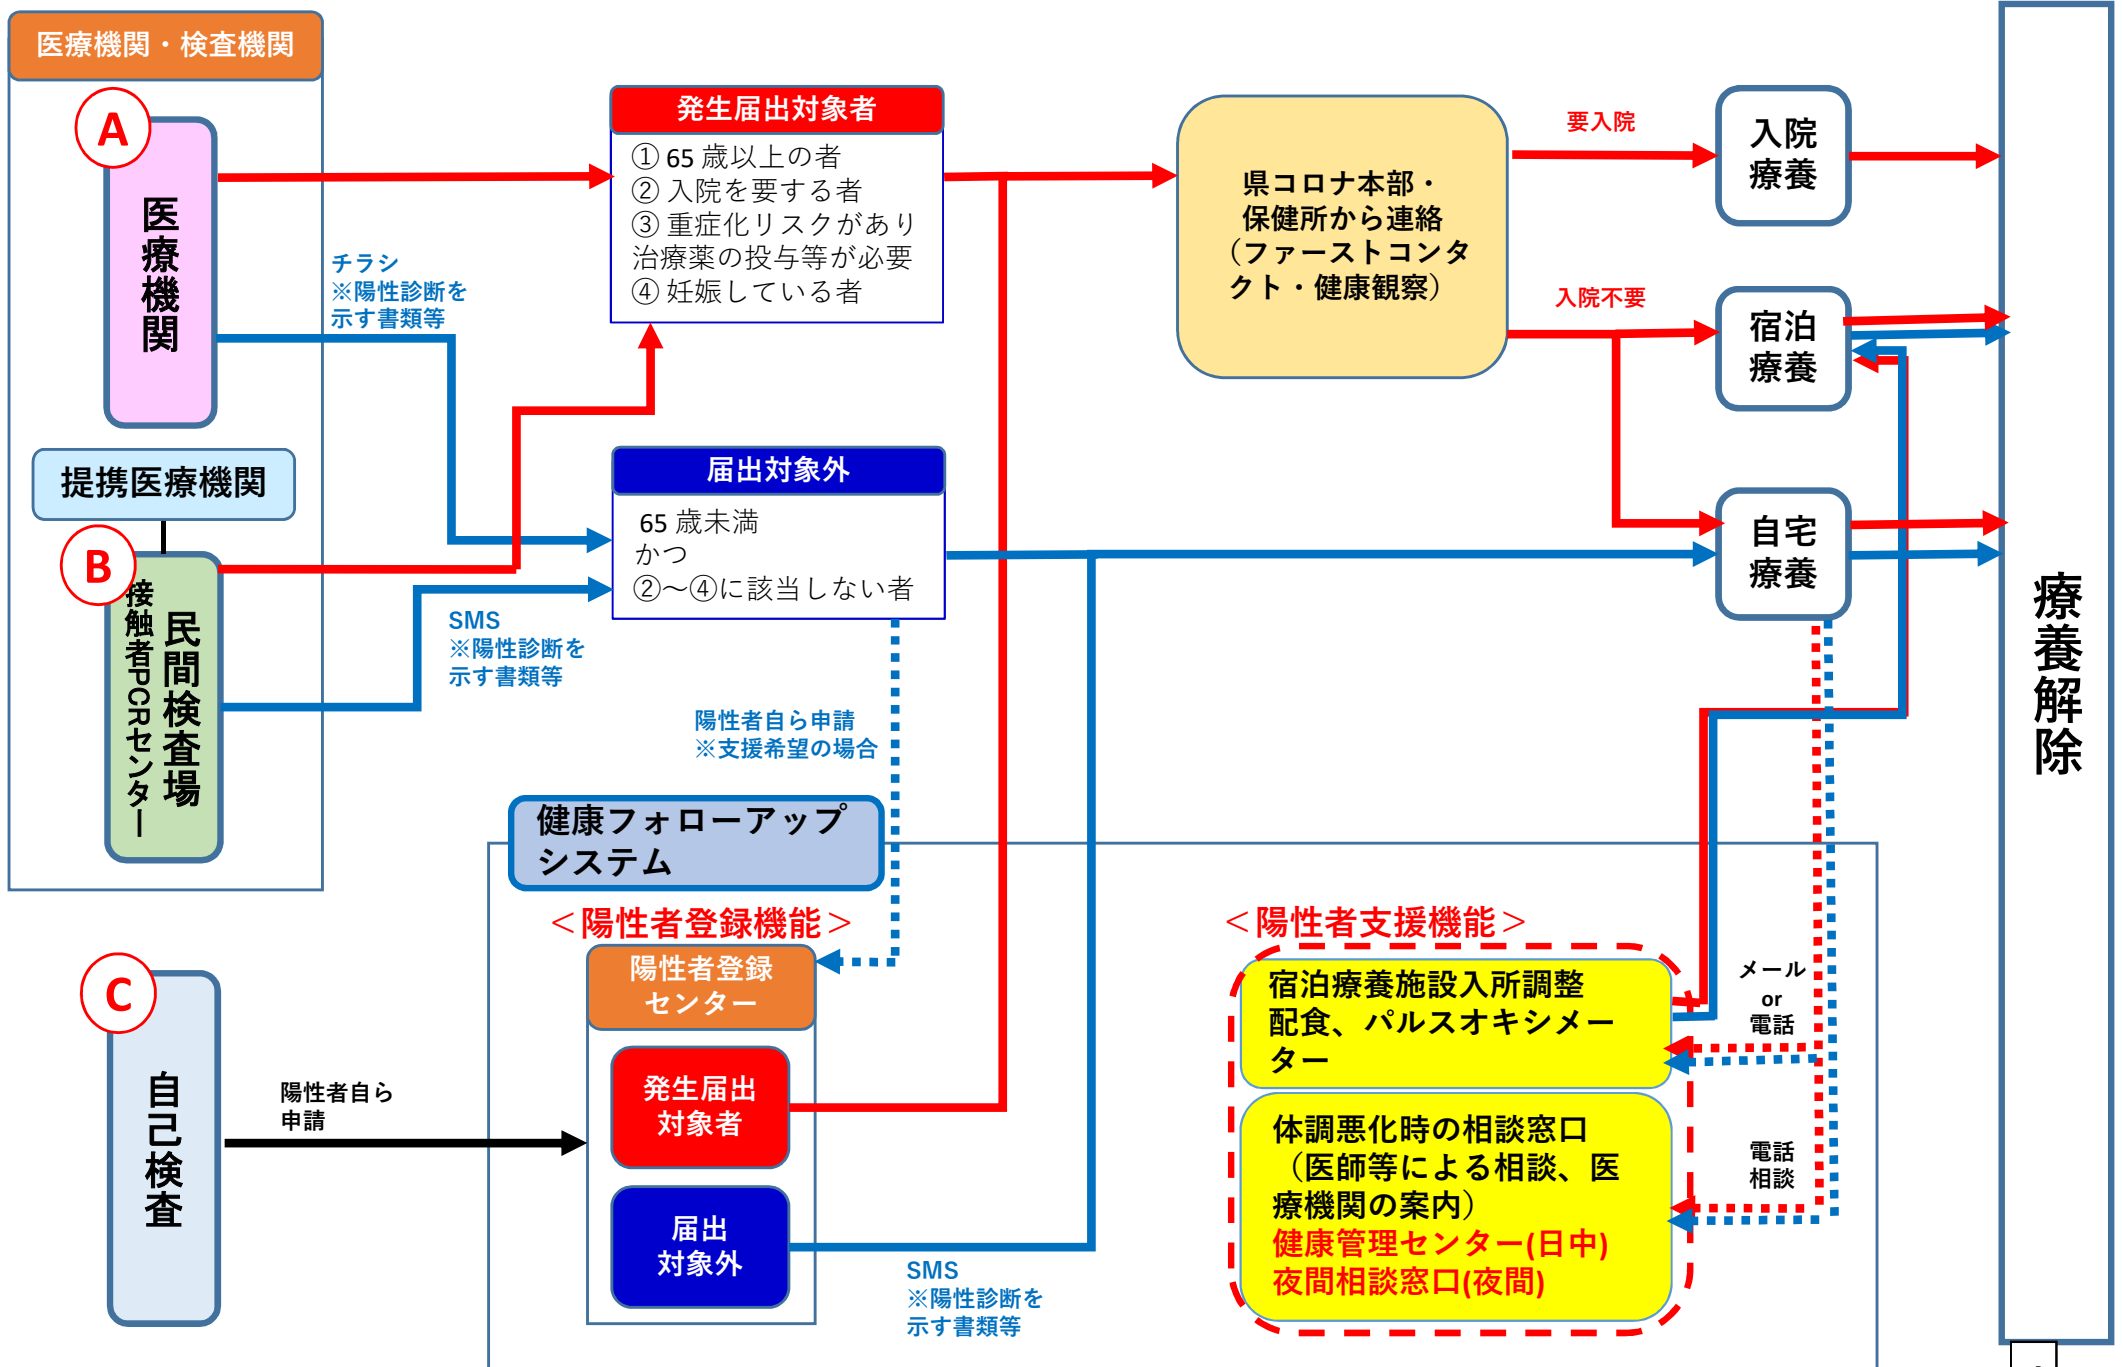 医療機関・検査機関
A
医療機関
提携医療機関
B
民間検査場
接触者PCRセンター
C
自己検査
チラシ
※陽性診断を
示す書類等
SMS
※陽性診断を
示す書類等
陽性者自ら
申請
発生届出対象者
① 65 歳以上の者
② 入院を要する者
③ 重症化リスクがあり
治療薬の投与等が必要
④ 妊娠している者
届出対象外
65 歳未満
かつ
②～④に該当しない者
陽性者自ら申請
※支援希望の場合
健康フォローアップ
システム
＜陽性者登録機能＞
陽性者登録
センター
発生届出
対象者
届出
対象外
SMS
※陽性診断を
示す書類等
県コロナ本部・
保健所から連絡
（ファーストコンタ
クト・健康観察）
要入院
入院不要
入院
療養
宿泊
療養
自宅
療養
＜陽性者支援機能＞
宿泊療養施設入所調整
配食、パルスオキシメー
ター
体調悪化時の相談窓口
（医師等による相談、医
療機関の案内）
健康管理センター(日中)
夜間相談窓口(夜間)
メール
or
電話
電話
相談
療養解除